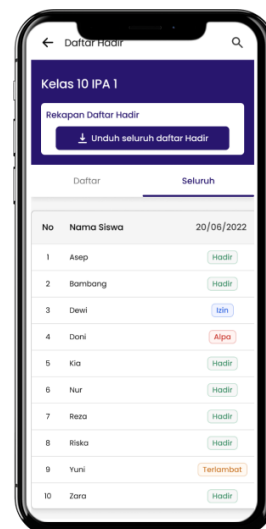 Daftar Hadir
Kelas 10 IPA 1
Rekapan Daftar Hadir
Unduh seluruh daftar Hadir
Daftar Seluruh
No Nama Siswa 20/06/2022
1 Asep Hadir
2 Bambang Hadir
3 Dewi Izin
4 Doni Alpa
5 Kia Hadir
6 Nur Hadir
7 Reza Hadir
8 Riska Hadir
9 Yuni Terlambat
10 Zara Hadir